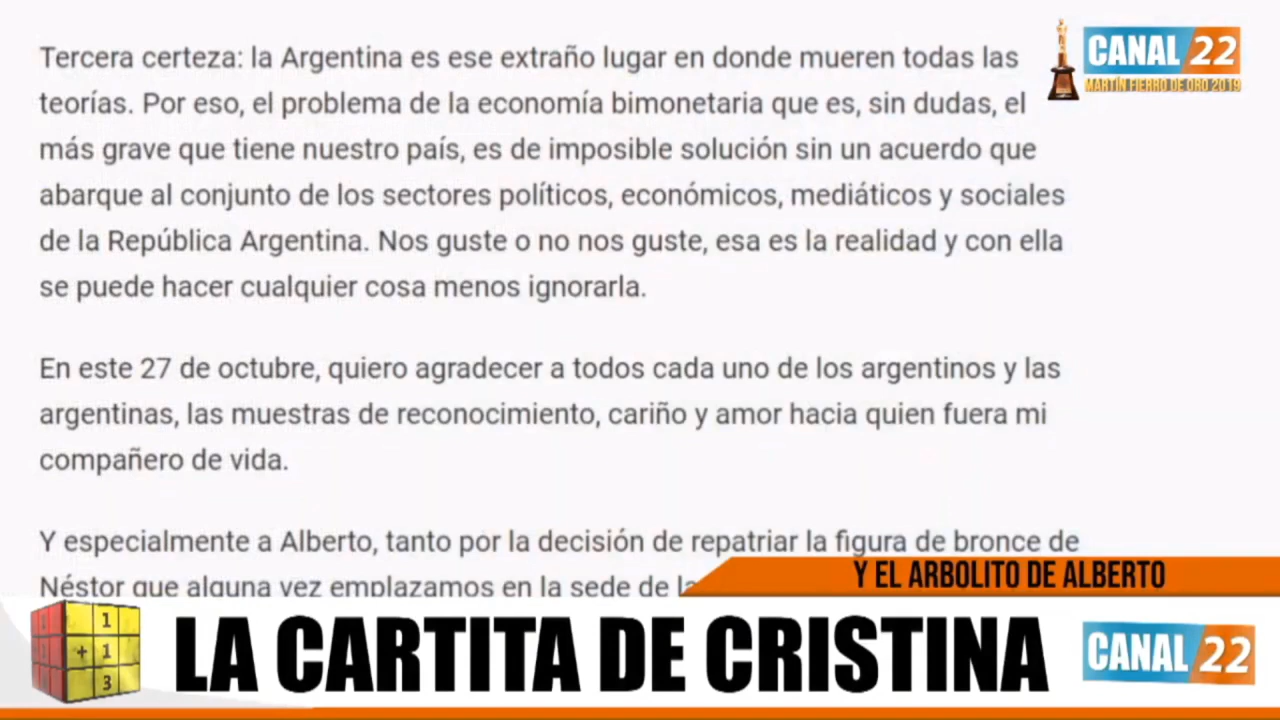 Tercera certeza: la Argentina es ese extraño lugar en donde mueren todas las
teorías. Por eso, el problema de la economía bimonetaria que es, sin dudas, el
más grave que tiene nuestro país, es de imposible solución sin un acuerdo que
abarque al conjunto de los sectores políticos, económicos, mediáticos y sociales
de la República Argentina. Nos guste o no nos guste, esa es la realidad y con ella
se puede hacer cualquier cosa menos ignorarla.
En este 27 de octubre, quiero agradecer a todos cada uno de los argentinos y las
argentinas, las muestras de reconocimiento, cariño y amor hacia quien fuera mi
compañero de vida.
Y especialmente a Alberto, tanto por la decisión de repatriar la figura de bronce de
Néstor que alguna vez emplazamos en la sede de
CANAL 22
MARTÍN FIERRO DE ORO 2019
Y EL ARBOLITO DE ALBERTO
1
+ 1
3
LA CARTITA DE CRISTINA
CANAL 22